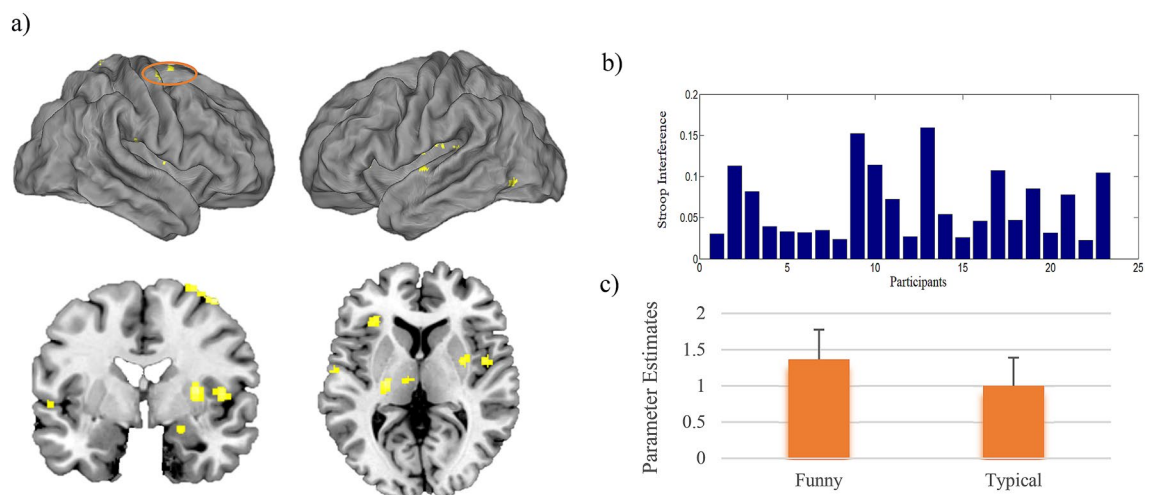 a)
b)
0.2
0.15
0.1
0.05
0
Stroop Interference
0 5 10 15 20 25
Participants
c)
2
1.5
1
0.5
0
Parameter Estimates
Funny Typical